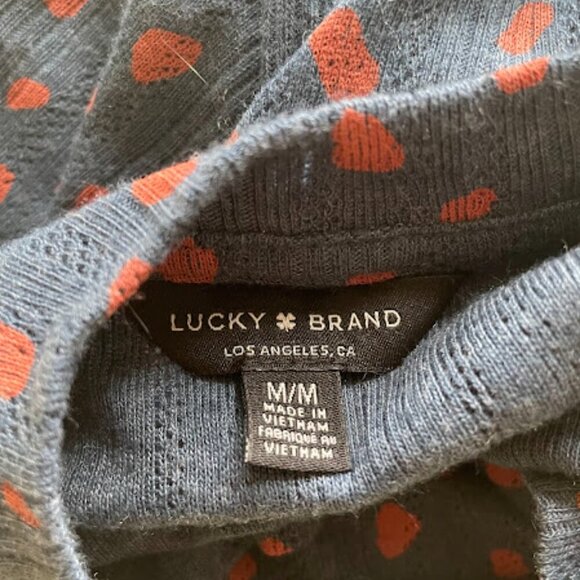 LUCKY BRAND
LOS ANGELES, CA
M/M
MADE IN
VIETNAM
FABRIQUÉ AU
VIETNAM